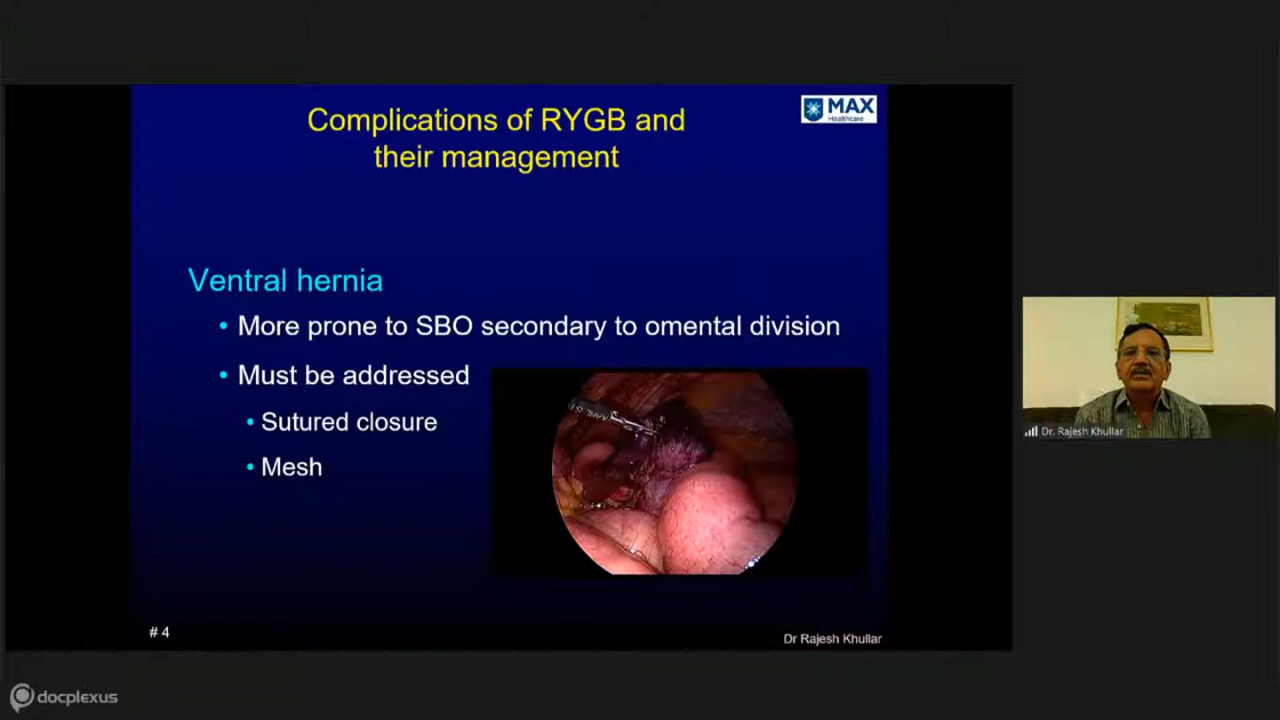 Complications of RYGB and
their management
MAX
Healthcare
Ventral hernia
• More prone to SBO secondary to omental division
• Must be addressed
• Sutured closure
• Mesh
# 4
Dr Rajesh Khullar
Dr. Rajesh Khullar
docplexus